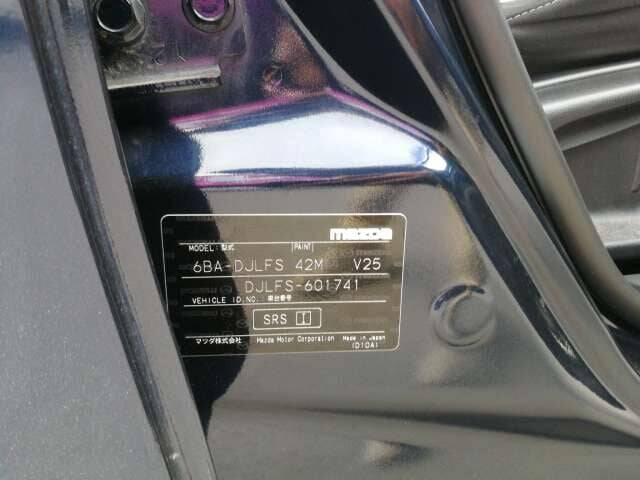 mazda
MODEL: 型式 PAINT
6BA-DJLFS 42M V25
DJLFS-601741
VEHICLE ID.NO.: 車台番号
SRS
マツダ株式会社 Mazda Motor Corporation Made in Japan
(D10A)